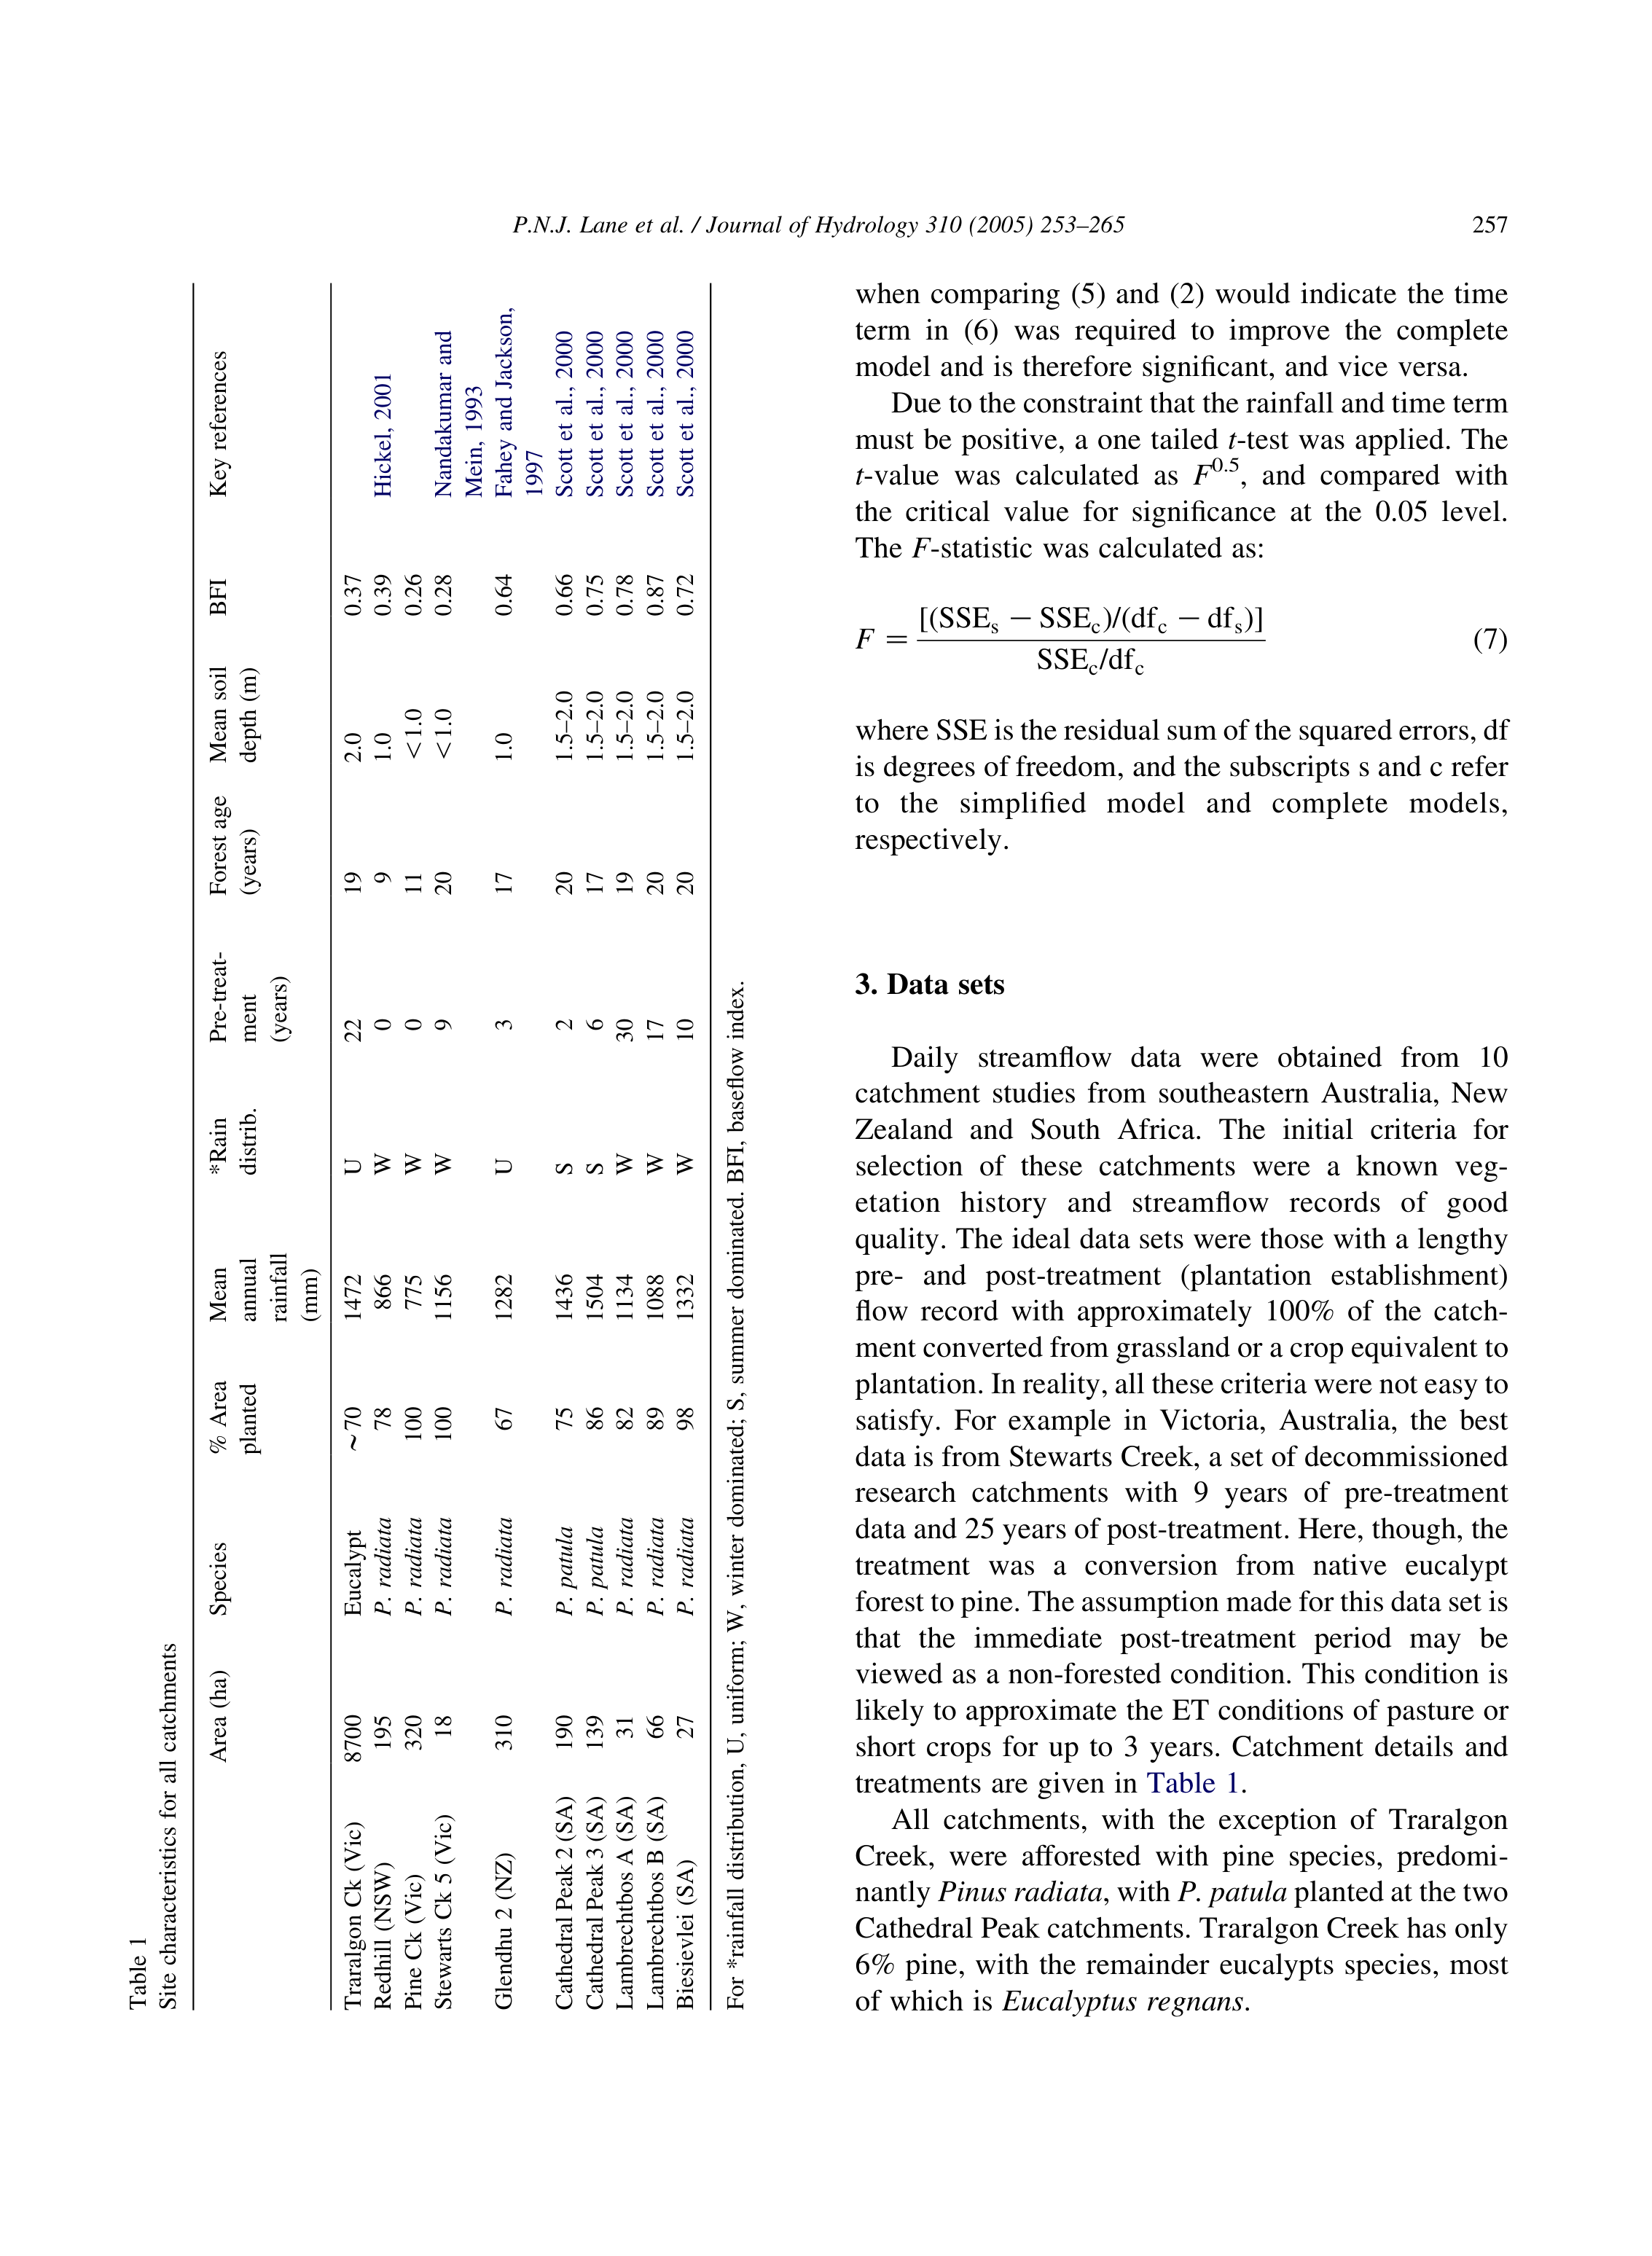 P.N.J. Lane et al. / Journal of Hydrology 310 (2005) 253–265 257
Table 1
Site characteristics for all catchments
Area (ha) Species % Area planted Mean annual rainfall (mm) *Rain distrib. Pre-treat-ment (years) Forest age (years) Mean soil depth (m) BFI Key references
Traralgon Ck (Vic) 8700 Eucalypt ~70 1472 U 22 19 2.0 0.37
Redhill (NSW) 195 P. radiata 78 866 W 0 9 1.0 0.39 Hickel, 2001
Pine Ck (Vic) 320 P. radiata 100 775 W 0 11 <1.0 0.26
Stewarts Ck 5 (Vic) 18 P. radiata 100 1156 W 9 20 <1.0 0.28 Nandakumar and
Mein, 1993
Glendhu 2 (NZ) 310 P. radiata 67 1282 U 3 17 1.0 0.64 Fahey and Jackson,
1997
Cathedral Peak 2 (SA) 190 P. patula 75 1436 S 2 20 1.5–2.0 0.66 Scott et al., 2000
Cathedral Peak 3 (SA) 139 P. patula 86 1504 S 6 17 1.5–2.0 0.75 Scott et al., 2000
Lambrechtbos A (SA) 31 P. radiata 82 1134 W 30 19 1.5–2.0 0.78 Scott et al., 2000
Lambrechtbos B (SA) 66 P. radiata 89 1088 W 17 20 1.5–2.0 0.87 Scott et al., 2000
Biesievlei (SA) 27 P. radiata 98 1332 W 10 20 1.5–2.0 0.72 Scott et al., 2000
For *rainfall distribution, U, uniform; W, winter dominated; S, summer dominated. BFI, baseflow index.
when comparing (5) and (2) would indicate the time
term in (6) was required to improve the complete
model and is therefore significant, and vice versa.
Due to the constraint that the rainfall and time term
must be positive, a one tailed t-test was applied. The
t-value was calculated as F^0.5, and compared with
the critical value for significance at the 0.05 level.
The F-statistic was calculated as:
F = [(SSE_s − SSE_c)/(df_c − df_s)] / SSE_c/df_c (7)
where SSE is the residual sum of the squared errors, df
is degrees of freedom, and the subscripts s and c refer
to the simplified model and complete models,
respectively.
3. Data sets
Daily streamflow data were obtained from 10
catchment studies from southeastern Australia, New
Zealand and South Africa. The initial criteria for
selection of these catchments were a known veg-
etation history and streamflow records of good
quality. The ideal data sets were those with a lengthy
pre- and post-treatment (plantation establishment)
flow record with approximately 100% of the catch-
ment converted from grassland or a crop equivalent to
plantation. In reality, all these criteria were not easy to
satisfy. For example in Victoria, Australia, the best
data is from Stewarts Creek, a set of decommissioned
research catchments with 9 years of pre-treatment
data and 25 years of post-treatment. Here, though, the
treatment was a conversion from native eucalypt
forest to pine. The assumption made for this data set is
that the immediate post-treatment period may be
viewed as a non-forested condition. This condition is
likely to approximate the ET conditions of pasture or
short crops for up to 3 years. Catchment details and
treatments are given in Table 1.
All catchments, with the exception of Traralgon
Creek, were afforested with pine species, predomi-
nantly Pinus radiata, with P. patula planted at the two
Cathedral Peak catchments. Traralgon Creek has only
6% pine, with the remainder eucalypts species, most
of which is Eucalyptus regnans.